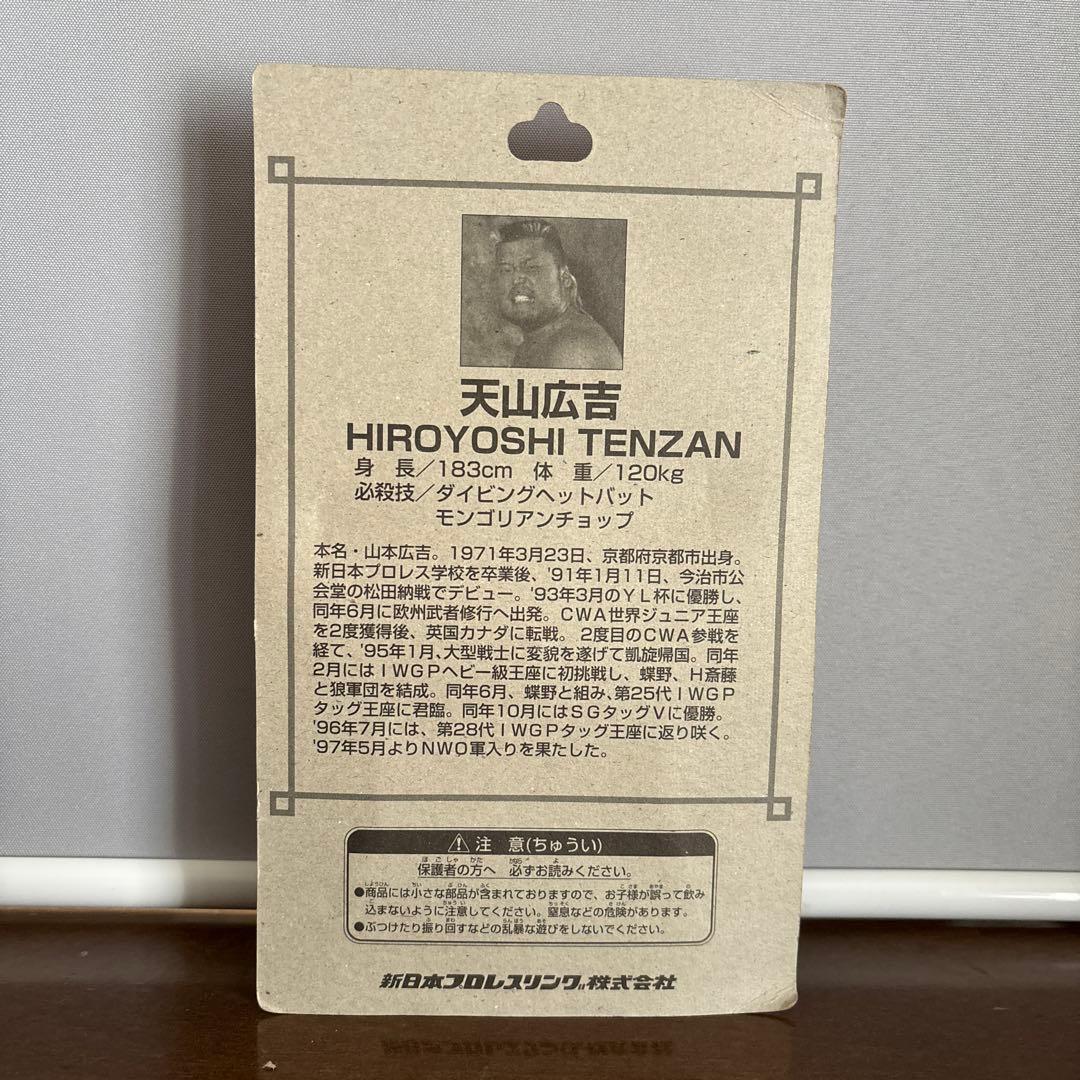 天山広吉
HIROYOSHI TENZAN
身 長／183cm 体 重／120kg
必殺技／ダイビングヘットバット
モンゴリアンチョップ
本名・山本広吉。1971年3月23日、京都府京都市出身。
新日本プロレス学校を卒業後、'91年1月11日、今治市公
会堂の松田納戦でデビュー。'93年3月のYL杯に優勝し、
同年6月に欧州武者修行へ出発。CWA世界ジュニア王座
を2度獲得後、英国カナダに転戦。2度目のCWA参戦を
経て、'95年1月、大型戦士に変貌を遂げて凱旋帰国。同年
2月にはIWGPヘビー級王座に初挑戦し、蝶野、H斎藤
と狼軍団を結成。同年6月、蝶野と組み、第25代IWGP
タッグ王座に君臨。同年10月にはSGタッグVに優勝。
'96年7月には、第28代IWGPタッグ王座に返り咲く。
'97年5月よりNWO軍入りを果たした。
注 意(ちゅうい)
保護者の方へ 必ずお読みください。
●商品には小さな部品が含まれておりますので、お子様が誤って飲み
込まないように注意してください。窒息などの危険があります。
●ぶつけたり振り回すなどの乱暴な遊びをしないでください。
新日本プロレスリング株式会社